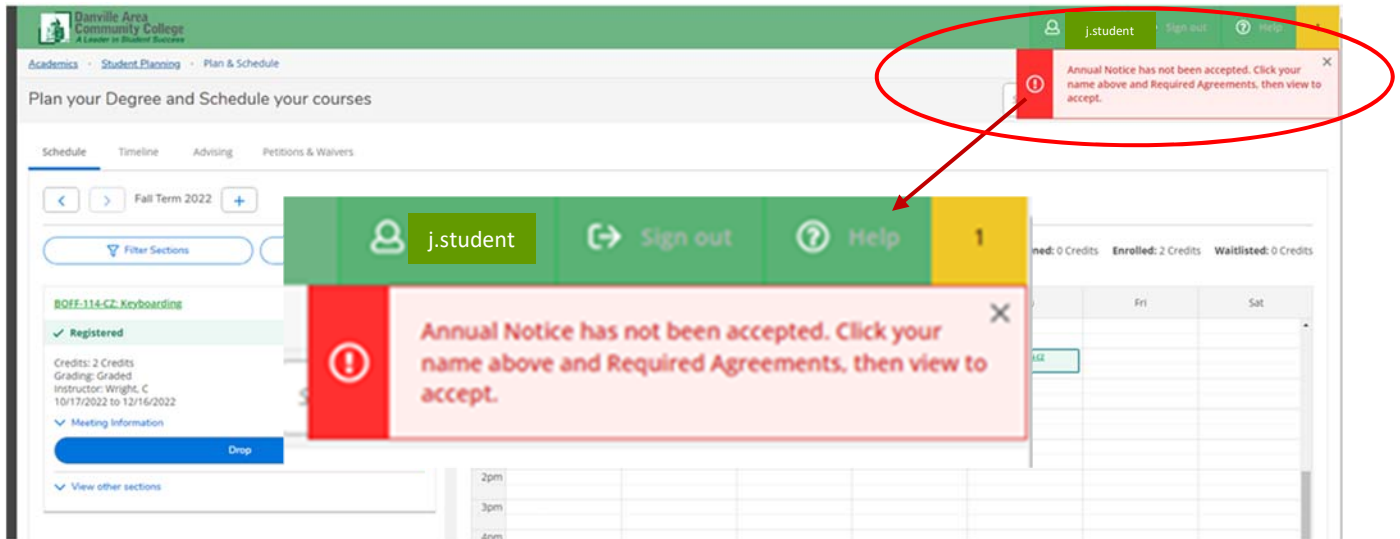 Danville Area
Community College
A Leader in Student Success
j.student Sign out Help 1
Academics · Student Planning · Plan & Schedule
Annual Notice has not been accepted. Click your
name above and Required Agreements, then view to
accept.
Plan your Degree and Schedule your courses
Schedule Timeline Advising Petitions & Waivers
Fall Term 2022
j.student Sign out Help 1
Filter Sections
0 Credits Enrolled: 2 Credits Waitlisted: 0 Credits
BOFF-114-CZ: Keyboarding
Fri Sat
Registered
Annual Notice has not been accepted. Click your
name above and Required Agreements, then view to
accept.
Credits: 2 Credits
Grading: Graded
Instructor: Wright, C
10/17/2022 to 12/16/2022
Meeting Information
Drop
View other sections
2pm
3pm
4pm